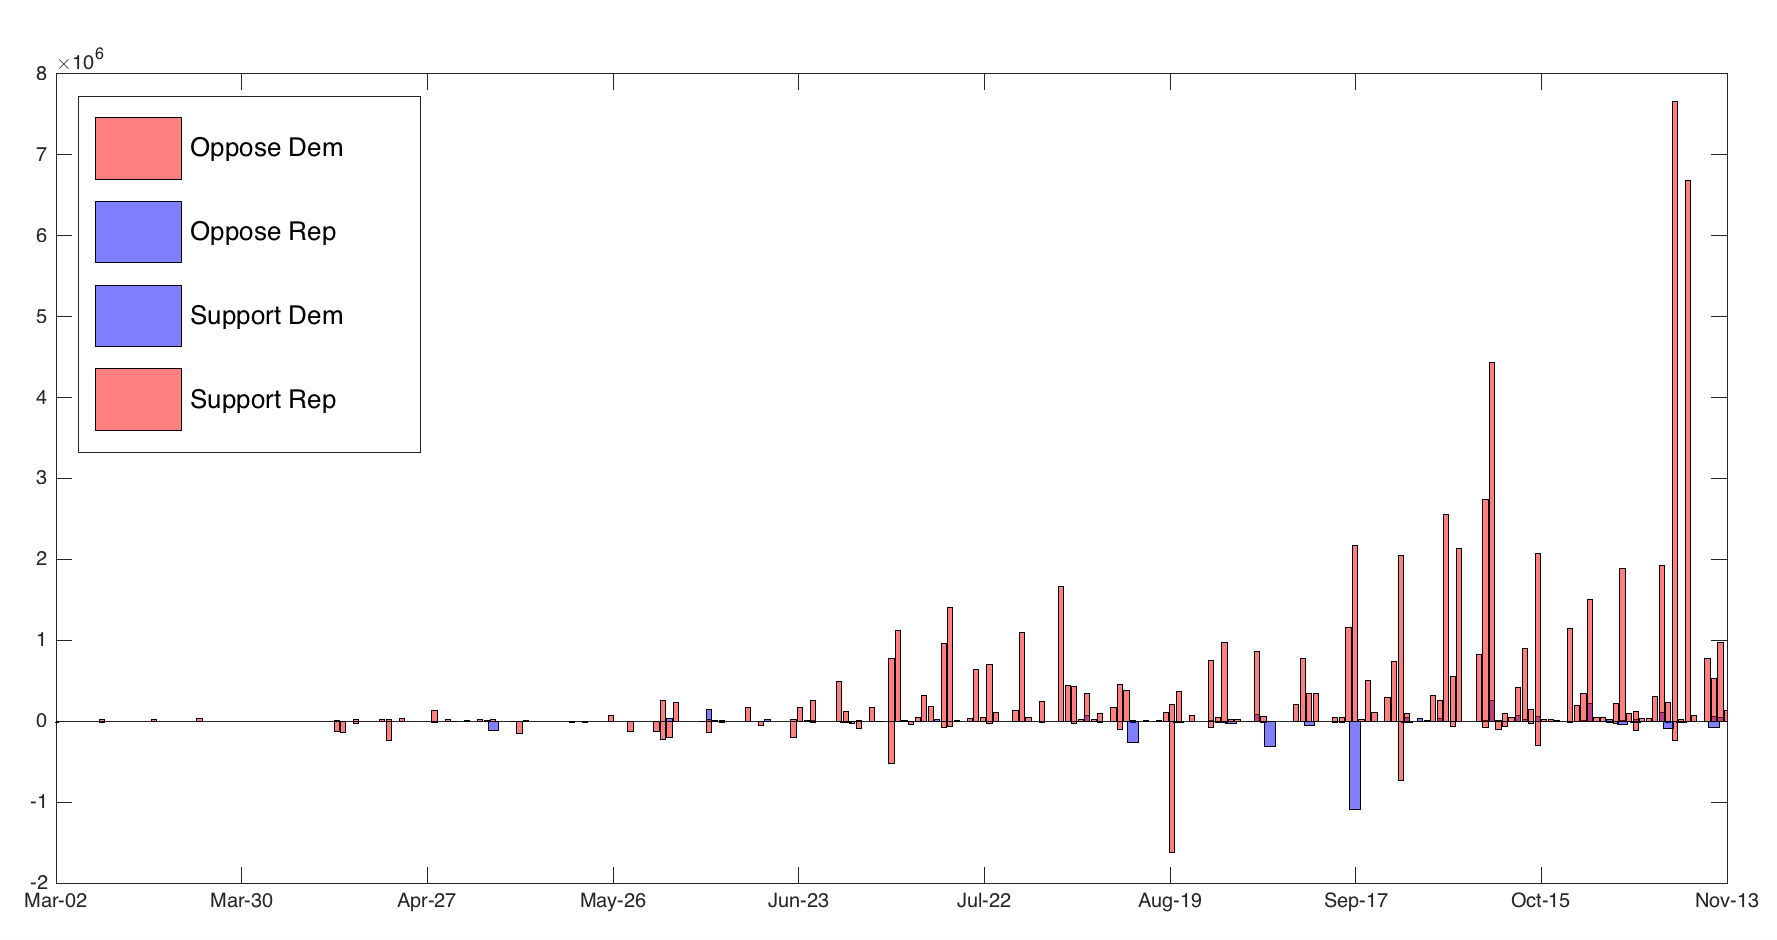 ×10^6
8
7
6
5
4
3
2
1
0
-1
-2
Oppose Dem
Oppose Rep
Support Dem
Support Rep
Mar-02 Mar-30 Apr-27 May-26 Jun-23 Jul-22 Aug-19 Sep-17 Oct-15 Nov-13